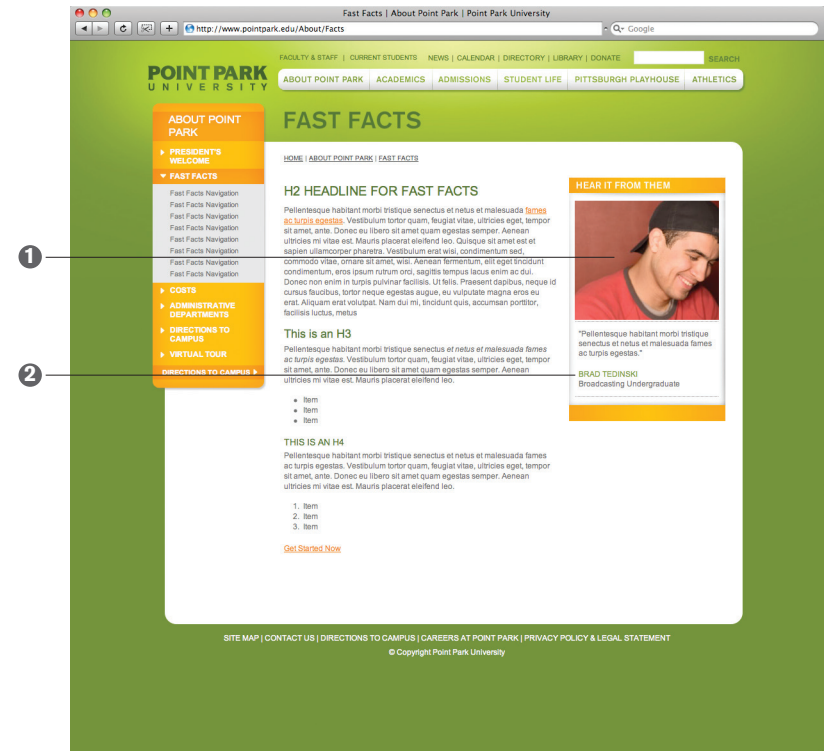 Fast Facts | About Point Park | Point Park University
http://www.pointpark.edu/About/Facts
Google
FACULTY & STAFF | CURRENT STUDENTS NEWS | CALENDAR | DIRECTORY | LIBRARY | DONATE SEARCH
POINT PARK
UNIVERSITY
ABOUT POINT PARK ACADEMICS ADMISSIONS STUDENT LIFE PITTSBURGH PLAYHOUSE ATHLETICS
ABOUT POINT
PARK
FAST FACTS
PRESIDENT'S
WELCOME
FAST FACTS
Fast Facts Navigation
Fast Facts Navigation
Fast Facts Navigation
Fast Facts Navigation
Fast Facts Navigation
Fast Facts Navigation
Fast Facts Navigation
Fast Facts Navigation
COSTS
ADMINISTRATIVE
DEPARTMENTS
DIRECTIONS TO
CAMPUS
VIRTUAL TOUR
DIRECTIONS TO CAMPUS
HOME | ABOUT POINT PARK | FAST FACTS
H2 HEADLINE FOR FAST FACTS
Pellentesque habitant morbi tristique senectus et netus et malesuada fames
ac turpis egestas. Vestibulum tortor quam, feugiat vitae, ultricies eget, tempor
sit amet, ante. Donec eu libero sit amet quam egestas semper. Aenean
ultricies mi vitae est. Mauris placerat eleifend leo. Quisque sit amet est et
sapien ullamcorper pharetra. Vestibulum erat wisi, condimentum sed,
commodo vitae, ornare sit amet, wisi. Aenean fermentum, elit eget tincidunt
condimentum, eros ipsum rutrum orci, sagittis tempus lacus enim ac dui.
Donec non enim in turpis pulvinar facilisis. Ut felis. Praesent dapibus, neque id
cursus faucibus, tortor neque egestas augue, eu vulputate magna eros eu
erat. Aliquam erat volutpat. Nam dui mi, tincidunt quis, accumsan porttitor,
facilisis luctus, metus
This is an H3
Pellentesque habitant morbi tristique senectus et netus et malesuada fames
ac turpis egestas. Vestibulum tortor quam, feugiat vitae, ultricies eget, tempor
sit amet, ante. Donec eu libero sit amet quam egestas semper. Aenean
ultricies mi vitae est. Mauris placerat eleifend leo.
Item
Item
Item
THIS IS AN H4
Pellentesque habitant morbi tristique senectus et netus et malesuada fames
ac turpis egestas. Vestibulum tortor quam, feugiat vitae, ultricies eget, tempor
sit amet, ante. Donec eu libero sit amet quam egestas semper. Aenean
ultricies mi vitae est. Mauris placerat eleifend leo.
1. Item
2. Item
3. Item
Get Started Now
HEAR IT FROM THEM
1
"Pellentesque habitant morbi tristique
senectus et netus et malesuada fames
ac turpis egestas."
2
BRAD TEDINSKI
Broadcasting Undergraduate
SITE MAP | CONTACT US | DIRECTIONS TO CAMPUS | CAREERS AT POINT PARK | PRIVACY POLICY & LEGAL STATEMENT
© Copyright Point Park University